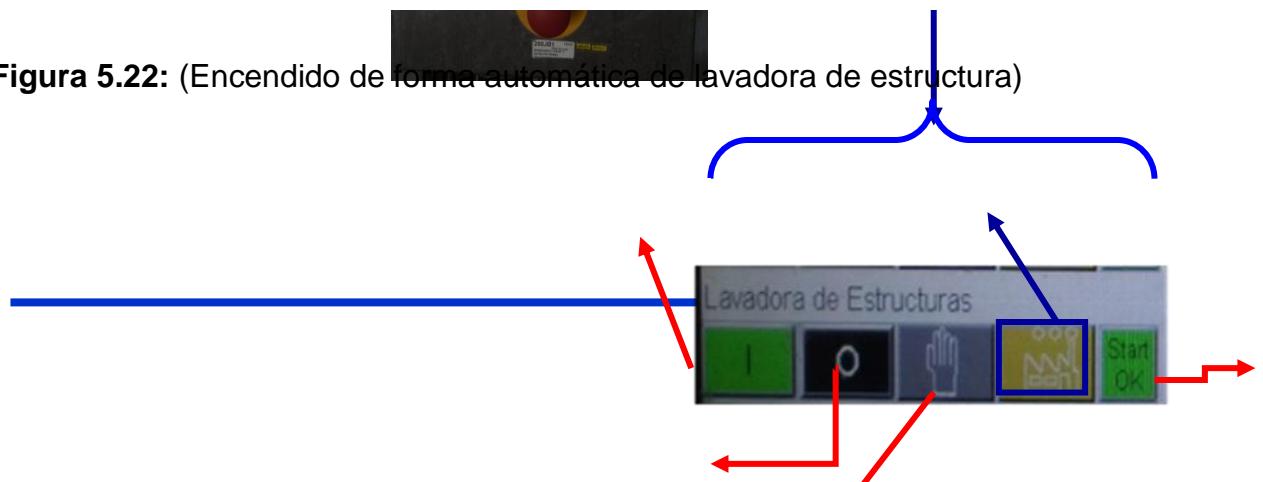 Figura 5.22: (Encendido de forma automática de lavadora de estructura)
Lavadora de Estructuras
I
O
Start
OK